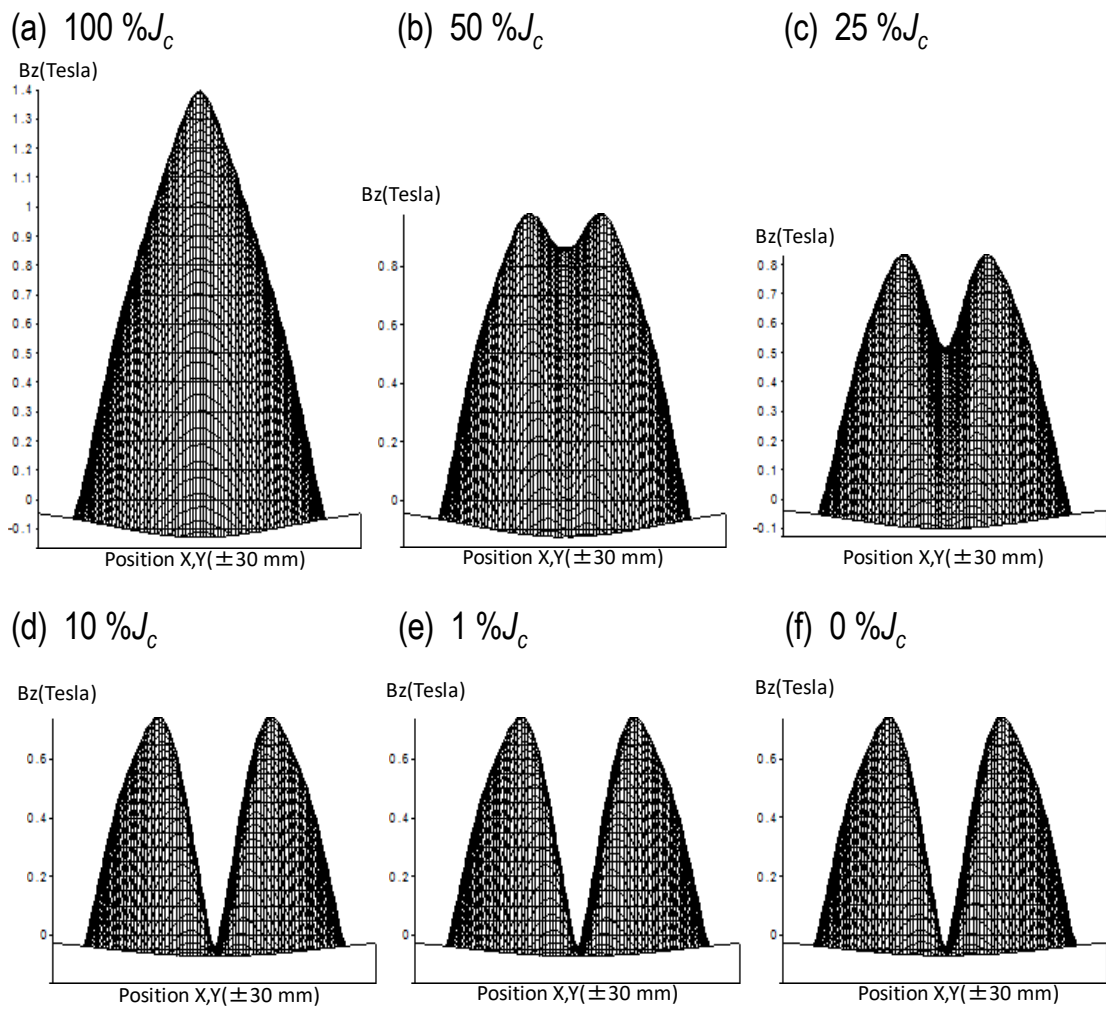 (a) 100 %Jc
(b) 50 %Jc
(c) 25 %Jc
Bz(Tesla)
1.4
1.3
1.2
1.1
1
0.9
0.8
0.7
0.6
0.5
0.4
0.3
0.2
0.1
0
-0.1
Position X,Y(±30 mm)
Bz(Tesla)
0.8
0.6
0.4
0.2
0
Position X,Y(±30 mm)
Bz(Tesla)
0.8
0.7
0.6
0.5
0.4
0.3
0.2
0.1
0
-0.1
Position X,Y(±30 mm)
(d) 10 %Jc
(e) 1 %Jc
(f) 0 %Jc
Bz(Tesla)
0.6
0.4
0.2
0
Position X,Y(±30 mm)
Bz(Tesla)
0.6
0.4
0.2
0
Position X,Y(±30 mm)
Bz(Tesla)
0.6
0.4
0.2
0
Position X,Y(±30 mm)